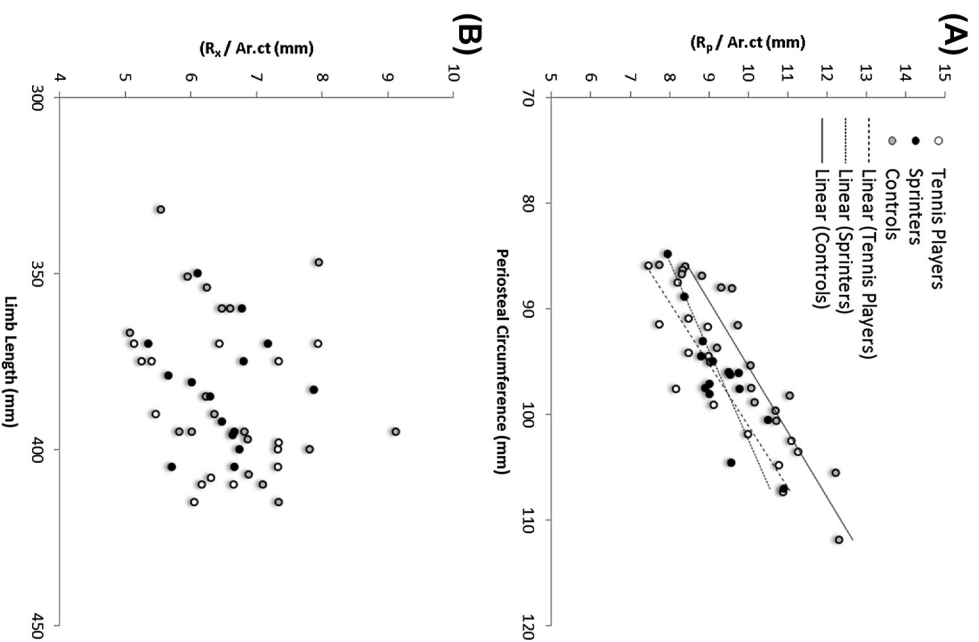 (A)
(Rp / Ar.ct (mm)
15
14
13
12
11
10
9
8
7
6
5
Tennis Players
Sprinters
Controls
Linear (Tennis Players)
Linear (Sprinters)
Linear (Controls)
70
80
90
100
110
120
Periosteal Circumference (mm)
(B)
(Rx / Ar.ct (mm)
10
9
8
7
6
5
4
300
350
400
450
Limb Length (mm)